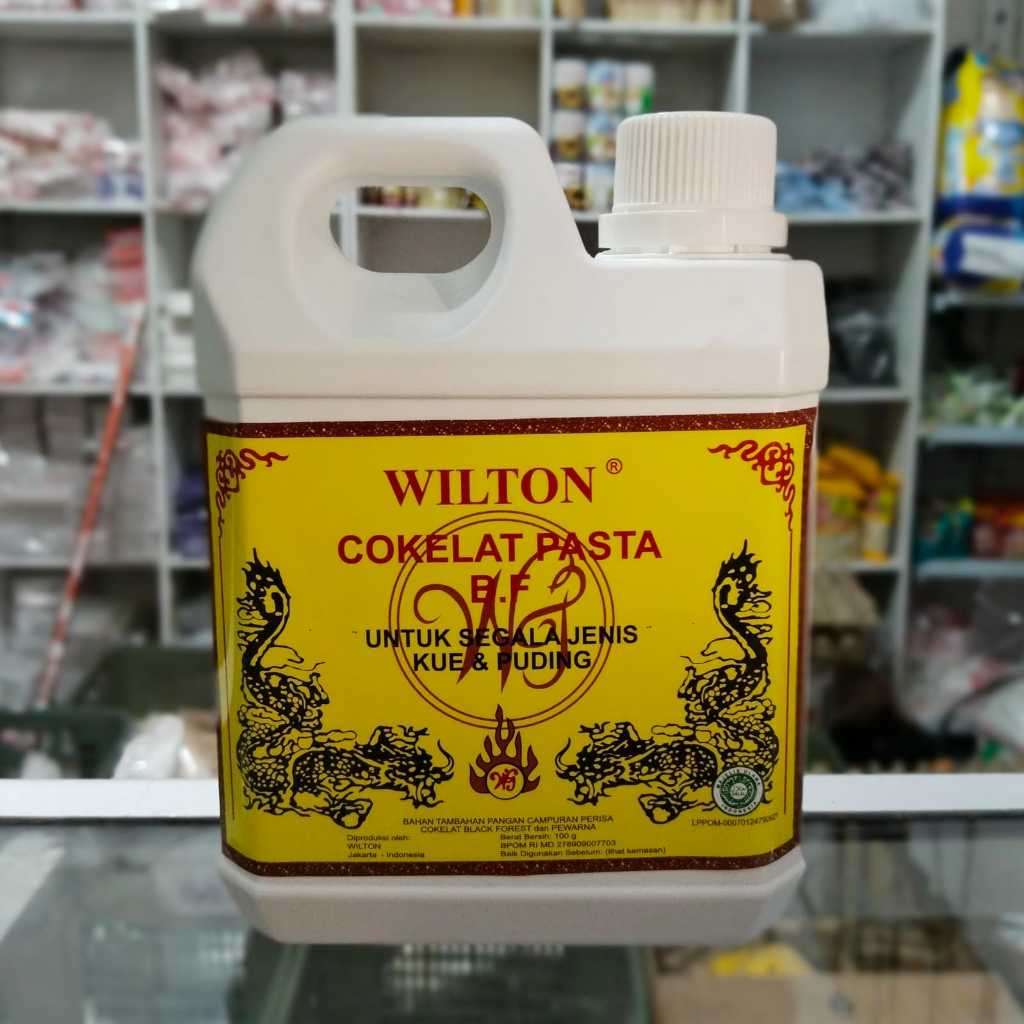 WILTON ®
COKELAT PASTA
B.F
UNTUK SEGALA JENIS
KUE & PUDING
BAHAN TAMBAHAN PANGAN CAMPURAN PERISA
COKELAT BLACK FOREST dan PEWARNA
Diproduksi oleh:
WILTON
Jakarta - Indonesia
Berat Bersih: 100 g
BPOM RI MD 278909007703
Baik Digunakan Sebelum: (lihat kemasan)